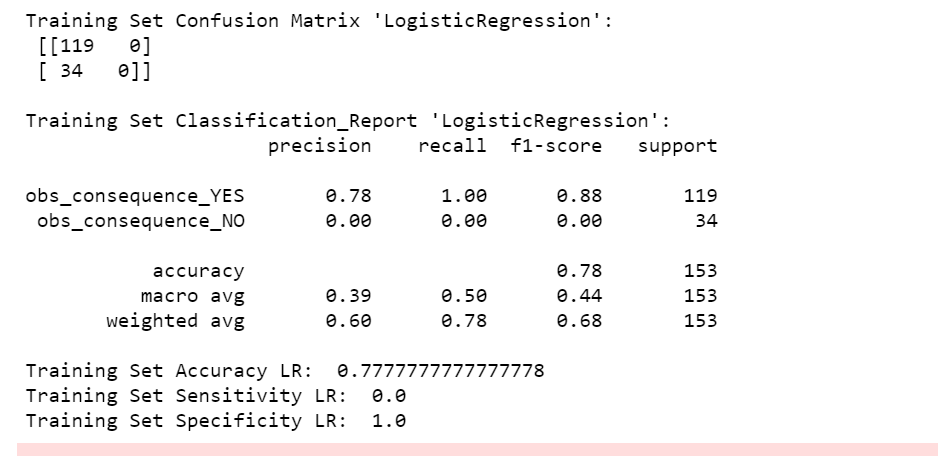 Training Set Confusion Matrix 'LogisticRegression':
[[119   0]
[ 34   0]]
Training Set Classification_Report 'LogisticRegression':
precision    recall  f1-score   support
obs_consequence_YES       0.78      1.00      0.88       119
obs_consequence_NO       0.00      0.00      0.00        34
accuracy                           0.78       153
macro avg       0.39      0.50      0.44       153
weighted avg       0.60      0.78      0.68       153
Training Set Accuracy LR:  0.7777777777777778
Training Set Sensitivity LR:  0.0
Training Set Specificity LR:  1.0